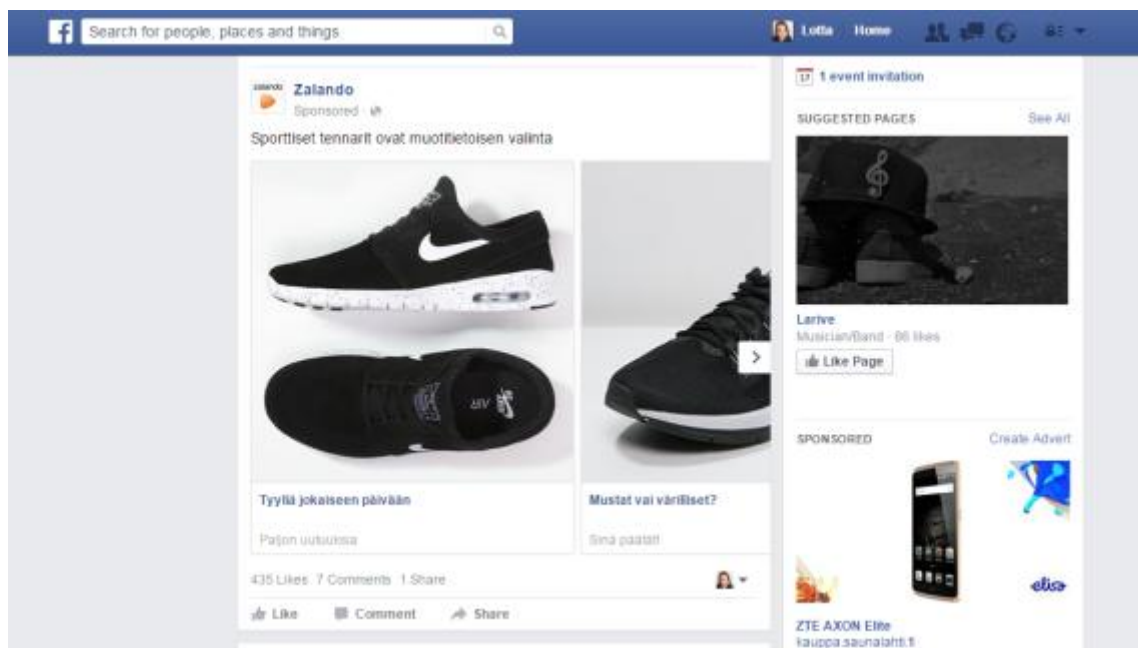 Search for people, places and things
Lotta
Home
zalando
Zalando
Sponsored ·
Sporttiset tennarit ovat muotitietoisen valinta
AIR
Tyyliä jokaiseen päivään
Paljon uutuuksia
Mustat vai värilliset?
Sinä päätät!
435 Likes 7 Comments 1 Share
Like Comment Share
17 1 event invitation
SUGGESTED PAGES See All
Larive
Musician/Band · 86 likes
Like Page
SPONSORED Create Advert
elisa
ZTE AXON Elite
kauppa.saunalahti.fi